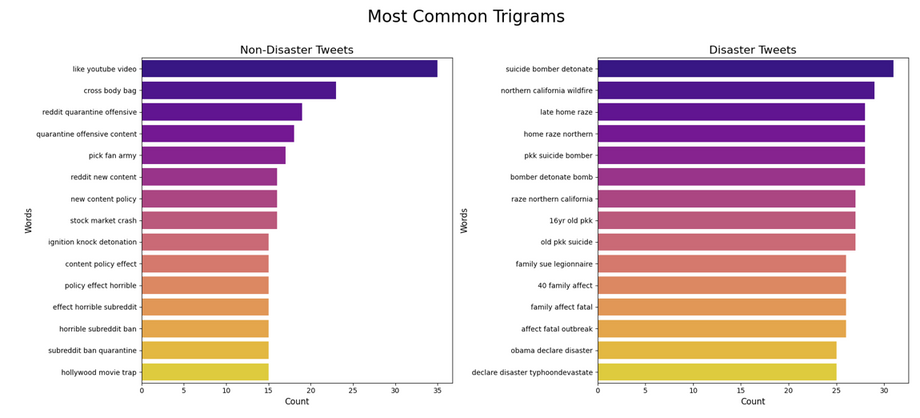 Most Common Trigrams
Non-Disaster Tweets
like youtube video
cross body bag
reddit quarantine offensive
quarantine offensive content
pick fan army
reddit new content
new content policy
stock market crash
ignition knock detonation
content policy effect
policy effect horrible
effect horrible subreddit
horrible subreddit ban
subreddit ban quarantine
hollywood movie trap
Words
0 5 10 15 20 25 30 35
Count
Disaster Tweets
suicide bomber detonate
northern california wildfire
late home raze
home raze northern
pkk suicide bomber
bomber detonate bomb
raze northern california
16yr old pkk
old pkk suicide
family sue legionnaire
40 family affect
family affect fatal
affect fatal outbreak
obama declare disaster
declare disaster typhoondevastate
Words
0 5 10 15 20 25 30
Count